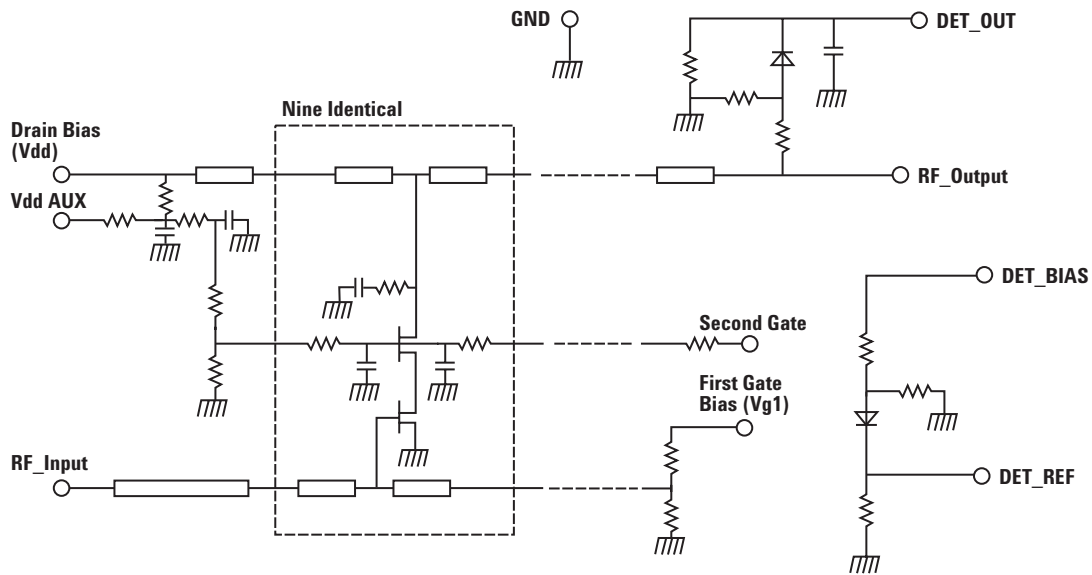 GND
DET_OUT
Nine Identical
Drain Bias
(Vdd)
RF_Output
Vdd AUX
DET_BIAS
Second Gate
First Gate
Bias (Vg1)
RF_Input
DET_REF